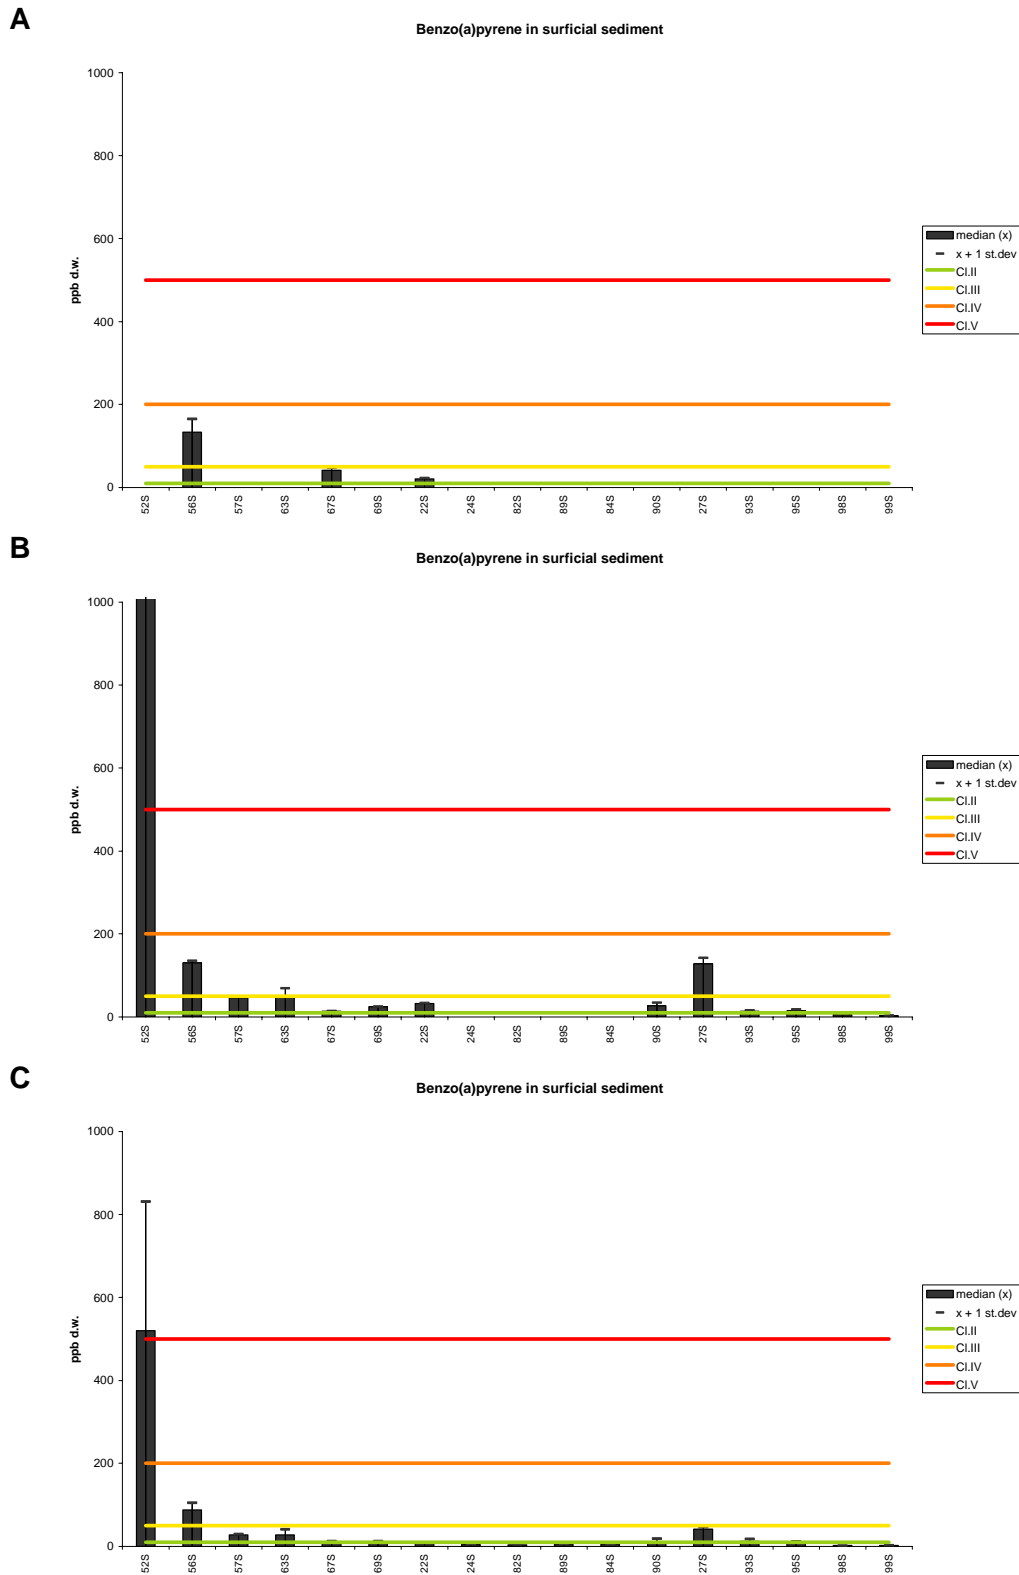 A
Benzo(a)pyrene in surficial sediment
1000
800
600
400
200
0
ppb d.w.
52S
56S
57S
63S
67S
69S
22S
24S
82S
89S
84S
90S
27S
93S
95S
98S
99S
median (x)
x + 1 st.dev
Cl.II
Cl.III
Cl.IV
Cl.V
B
Benzo(a)pyrene in surficial sediment
1000
800
600
400
200
0
ppb d.w.
52S
56S
57S
63S
67S
69S
22S
24S
82S
89S
84S
90S
27S
93S
95S
98S
99S
median (x)
x + 1 st.dev
Cl.II
Cl.III
Cl.IV
Cl.V
C
Benzo(a)pyrene in surficial sediment
1000
800
600
400
200
0
ppb d.w.
52S
56S
57S
63S
67S
69S
22S
24S
82S
89S
84S
90S
27S
93S
95S
98S
99S
median (x)
x + 1 st.dev
Cl.II
Cl.III
Cl.IV
Cl.V